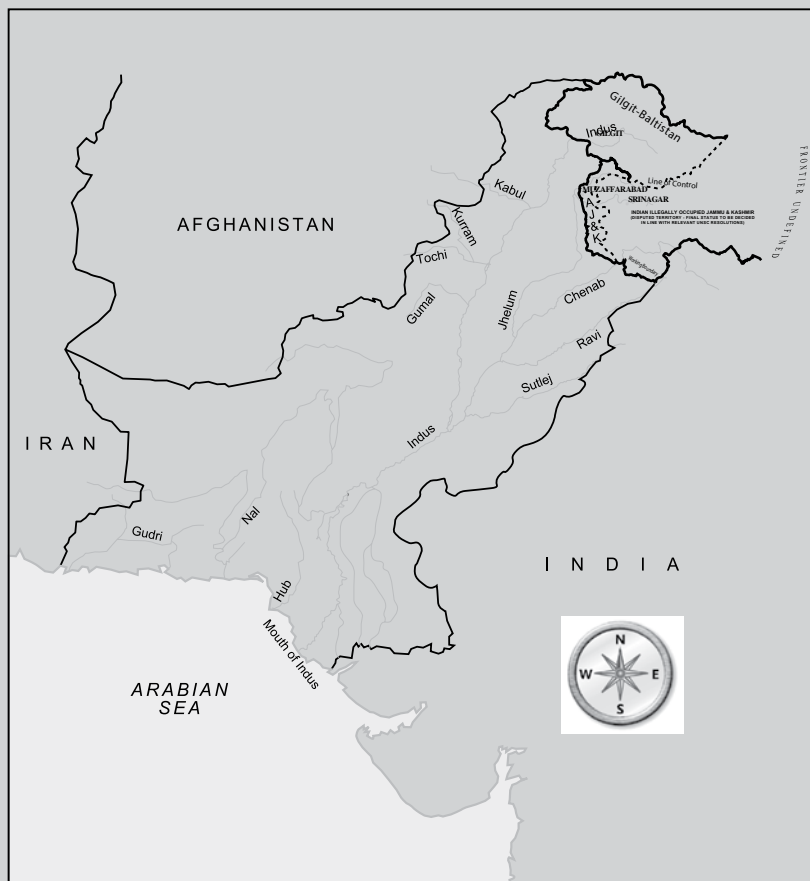 Gilgit-Baltistan
Indus
GILGIT
FRONTIER UNDEFINED
Line of Control
MUZAFFARABAD
SRINAGAR
Kabul
AFGHANISTAN
Kurram
A
J
&
K
INDIAN ILLEGALLY OCCUPIED JAMMU & KASHMIR
(DISPUTED TERRITORY - FINAL STATUS TO BE DECIDED
IN LINE WITH RELEVANT UNSC RESOLUTIONS)
Tochi
Working Boundary
Gumal
Jhelum
Chenab
Ravi
Sutlej
IRAN
Indus
Nal
Gudri
INDIA
Hub
Mouth of Indus
N
W
E
S
ARABIAN
SEA